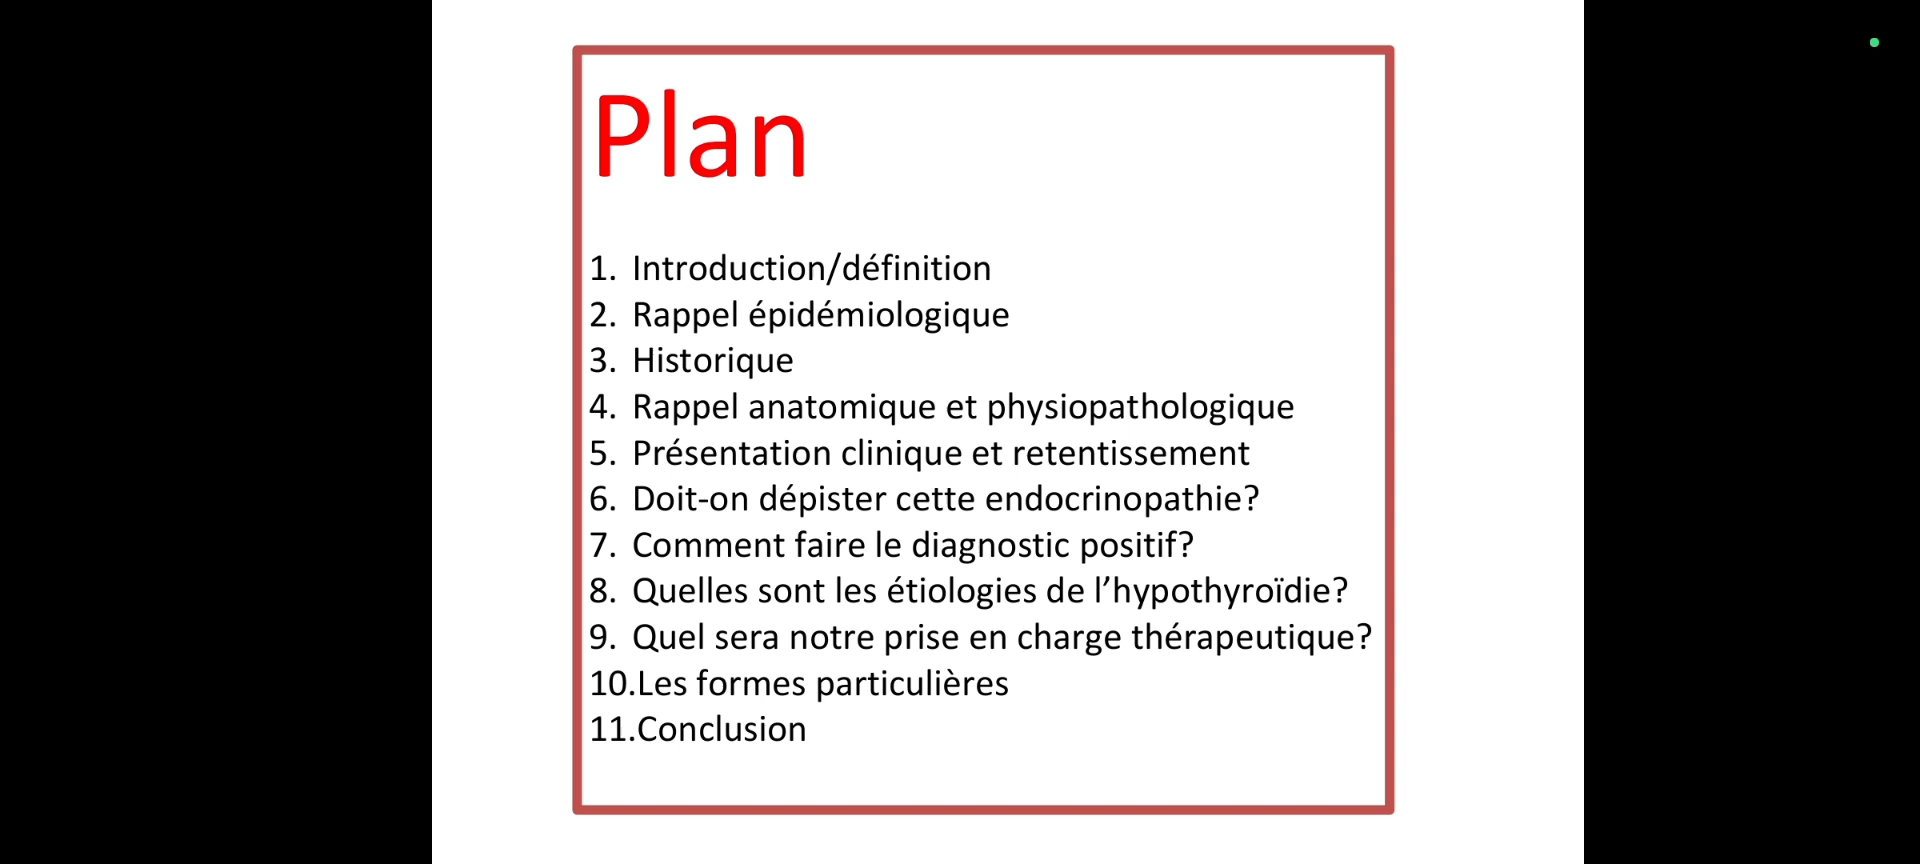 Plan
1. Introduction/définition
2. Rappel épidémiologique
3. Historique
4. Rappel anatomique et physiopathologique
5. Présentation clinique et retentissement
6. Doit-on dépister cette endocrinopathie?
7. Comment faire le diagnostic positif?
8. Quelles sont les étiologies de l’hypothyroïdie?
9. Quel sera notre prise en charge thérapeutique?
10.Les formes particulières
11.Conclusion